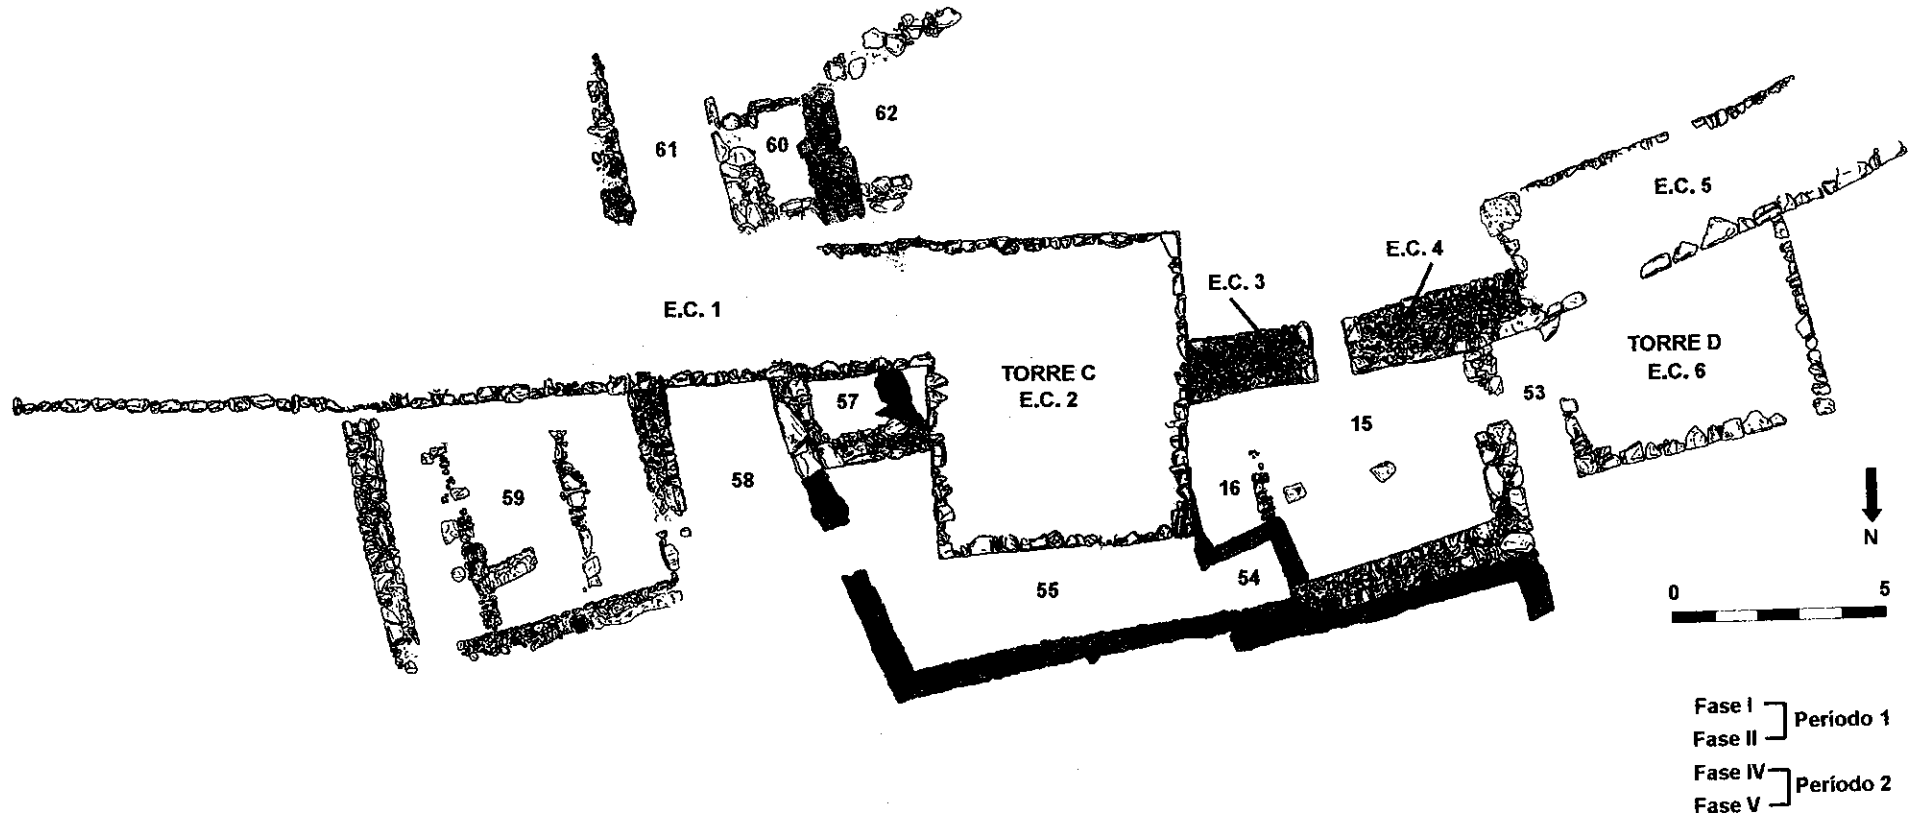 62
61
60
E.C. 5
E.C. 4
E.C. 3
E.C. 1
TORRE C
E.C. 2
TORRE D
E.C. 6
57
53
15
58
59
16
N
54
55
0 5
Fase I
Fase II
Período 1
Fase IV
Fase V
Período 2